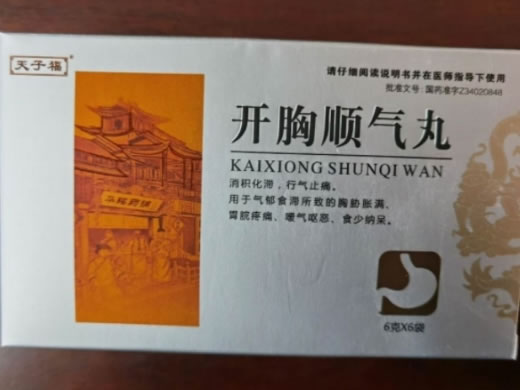 天子福
请仔细阅读说明书并在医师指导下使用
批准文号：国药准字Z34020848
开胸顺气丸
KAIXIONG SHUNQI WAN
消积化滞，行气止痛。
用于气郁食滞所致的胸胁胀满、
胃脘疼痛、嗳气呕恶、食少纳呆。
6克X6袋